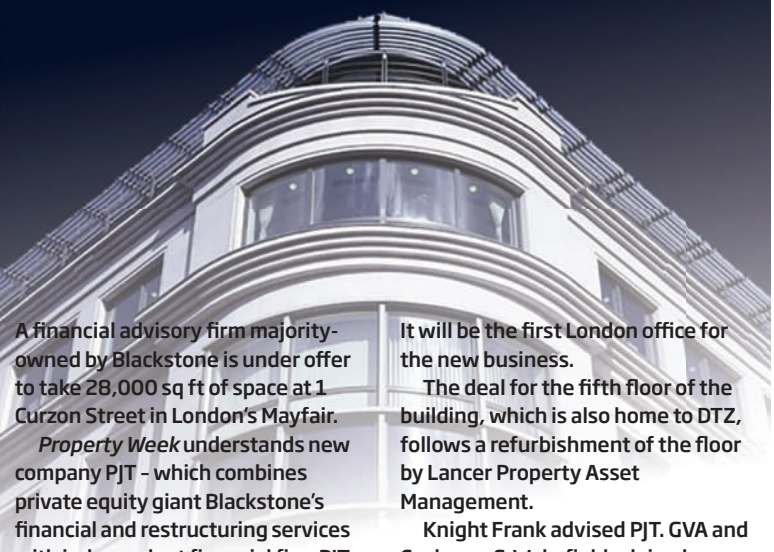 A financial advisory firm majority-
owned by Blackstone is under offer
to take 28,000 sq ft of space at 1
Curzon Street in London's Mayfair.
Property Week understands new
company PJT – which combines
private equity giant Blackstone's
financial and restructuring services
It will be the first London office for
the new business.
The deal for the fifth floor of the
building, which is also home to DTZ,
follows a refurbishment of the floor
by Lancer Property Asset
Management.
Knight Frank advised PJT. GVA and